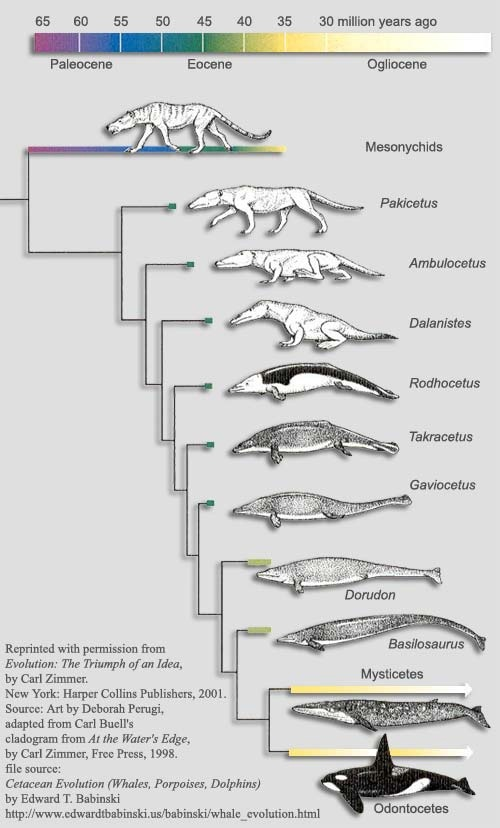 65 60 55 50 45 40 35 30 million years ago
Paleocene Eocene Ogliocene
Mesonychids
Pakicetus
Ambulocetus
Dalanistes
Rodhocetus
Takracetus
Gaviocetus
Dorudon
Basilosaurus
Mysticetes
Odontocetes
Reprinted with permission from
Evolution: The Triumph of an Idea,
by Carl Zimmer.
New York: Harper Collins Publishers, 2001.
Source: Art by Deborah Perugi,
adapted from Carl Buell's
cladogram from At the Water's Edge,
by Carl Zimmer, Free Press, 1998.
file source:
Cetacean Evolution (Whales, Porpoises, Dolphins)
by Edward T. Babinski
http://www.edwardtbabinski.us/babinski/whale_evolution.html